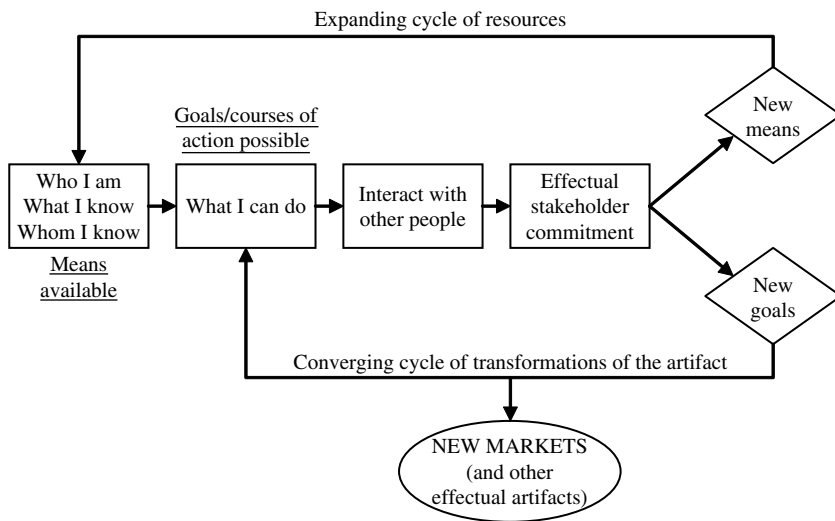 Expanding cycle of resources
New
means
Goals/courses of
action possible
Who I am
What I know
Whom I know
What I can do
Interact with
other people
Effectual
stakeholder
commitment
Means
available
New
goals
Converging cycle of transformations of the artifact
NEW MARKETS
(and other
effectual artifacts)